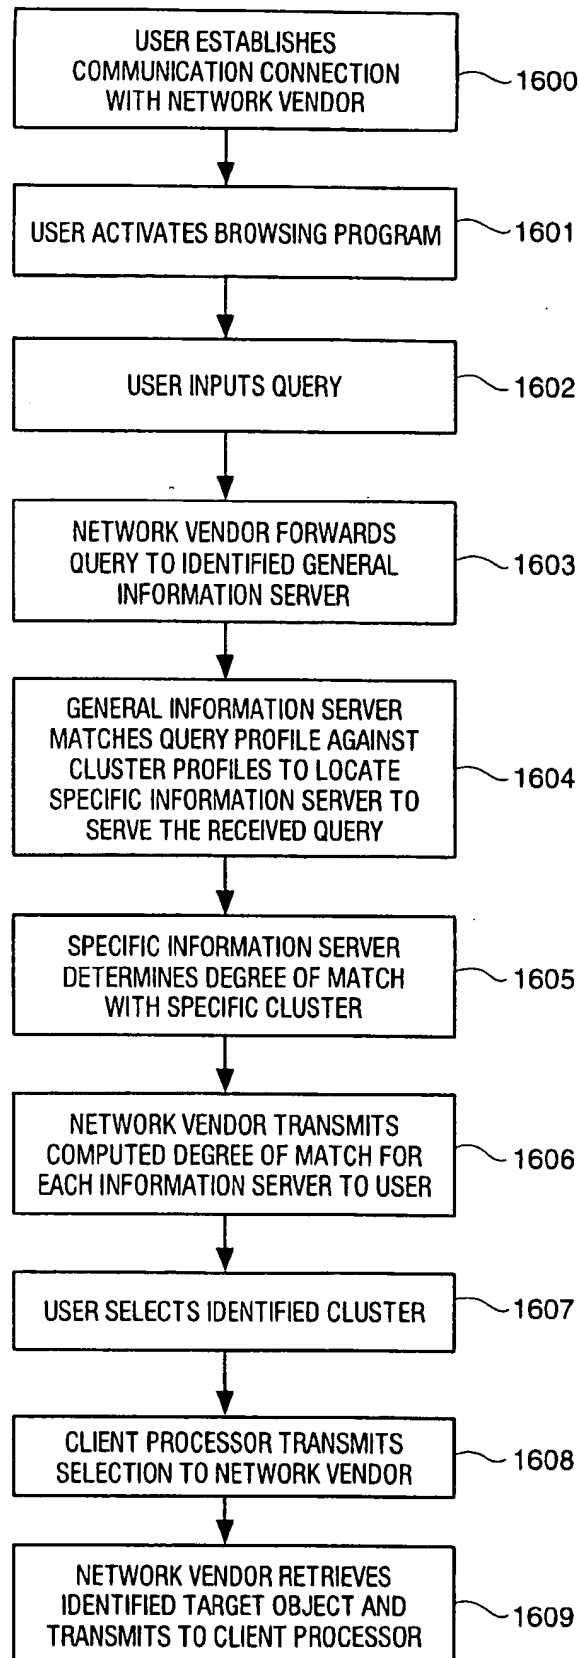 USER ESTABLISHES
COMMUNICATION CONNECTION
WITH NETWORK VENDOR
1600
USER ACTIVATES BROWSING PROGRAM
1601
USER INPUTS QUERY
1602
NETWORK VENDOR FORWARDS
QUERY TO IDENTIFIED GENERAL
INFORMATION SERVER
1603
GENERAL INFORMATION SERVER
MATCHES QUERY PROFILE AGAINST
CLUSTER PROFILES TO LOCATE
SPECIFIC INFORMATION SERVER TO
SERVE THE RECEIVED QUERY
1604
SPECIFIC INFORMATION SERVER
DETERMINES DEGREE OF MATCH
WITH SPECIFIC CLUSTER
1605
NETWORK VENDOR TRANSMITS
COMPUTED DEGREE OF MATCH FOR
EACH INFORMATION SERVER TO USER
1606
USER SELECTS IDENTIFIED CLUSTER
1607
CLIENT PROCESSOR TRANSMITS
SELECTION TO NETWORK VENDOR
1608
NETWORK VENDOR RETRIEVES
IDENTIFIED TARGET OBJECT AND
TRANSMITS TO CLIENT PROCESSOR
1609